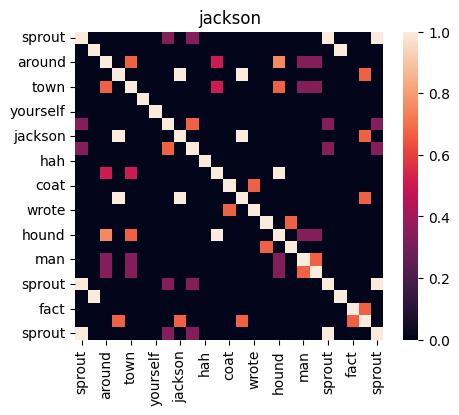 jackson
sprout
around
town
yourself
jackson
hah
coat
wrote
hound
man
sprout
fact
sprout
1.0
0.8
0.6
0.4
0.2
0.0
sprout
around
town
yourself
jackson
hah
coat
wrote
hound
man
sprout
fact
sprout